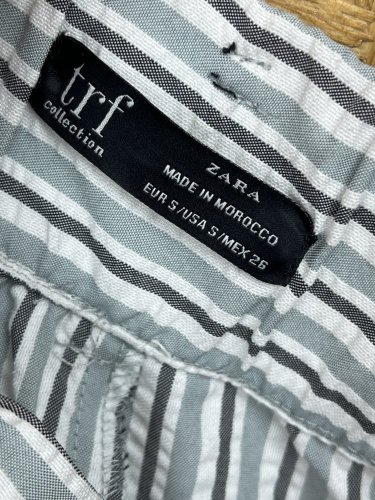 trf
collection
ZARA
MADE IN MOROCCO
EUR S/USA S/MEX 26